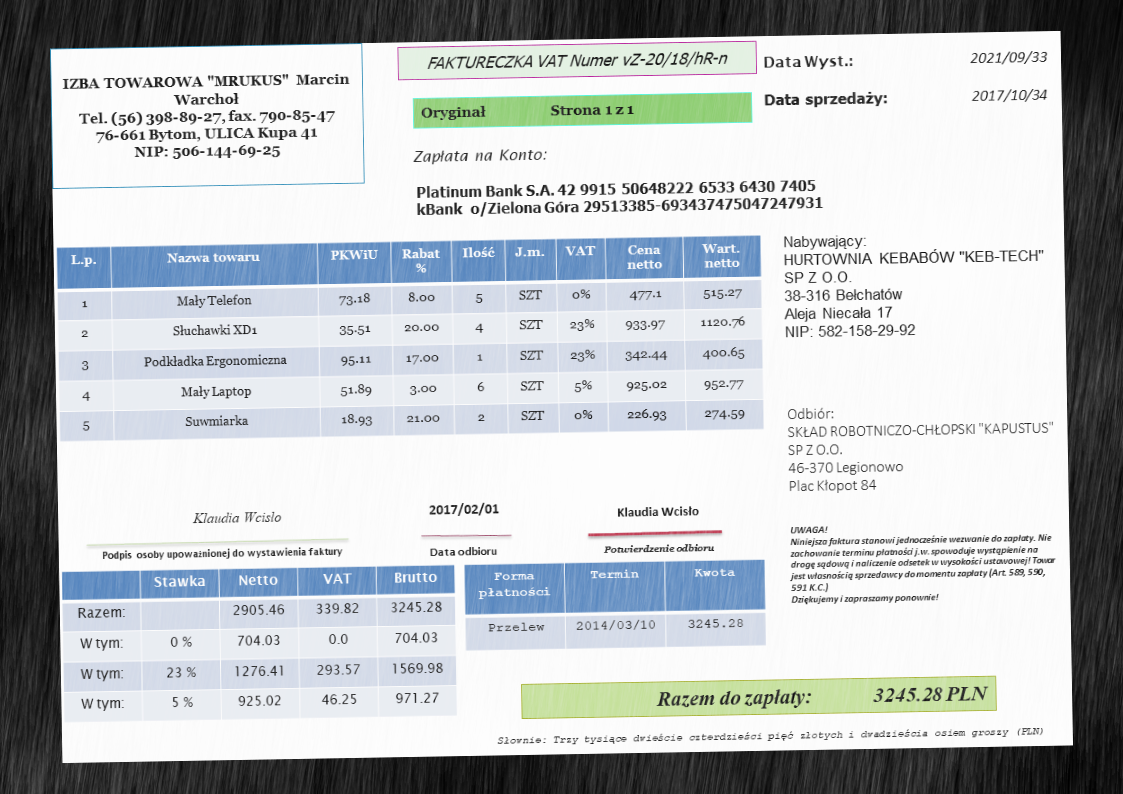 IZBA TOWAROWA "MRUKUS" Marcin
Warchoł
Tel. (56) 398-89-27, fax. 790-85-47
76-661 Bytom, ULICA Kupa 41
NIP: 506-144-69-25
FAKTURECZKA VAT Numer vZ-20/18/hR-n
Oryginał Strona 1 z 1
Data Wyst.: 2021/09/33
Data sprzedaży: 2017/10/34
Zapłata na Konto:
Platinum Bank S.A. 42 9915 50648222 6533 6430 7405
kBank o/Zielona Góra 29513385-693437475047247931
L.p. Nazwa towaru PKWiU Rabat % Ilość J.m. VAT Cena netto Wart. netto
1 Mały Telefon 73.18 8.00 5 SZT 0% 477.1 515.27
2 Słuchawki XD1 35.51 20.00 4 SZT 23% 933.97 1120.76
3 Podkładka Ergonomiczna 95.11 17.00 1 SZT 23% 342.44 400.65
4 Mały Laptop 51.89 3.00 6 SZT 5% 925.02 952.77
5 Suwmiarka 18.93 21.00 2 SZT 0% 226.93 274.59
Nabywający:
HURTOWNIA KEBABÓW "KEB-TECH"
SP Z O.O.
38-316 Bełchatów
Aleja Niecała 17
NIP: 582-158-29-92
Odbiór:
SKŁAD ROBOTNICZO-CHŁOPSKI "KAPUSTUS"
SP Z O.O.
46-370 Legionowo
Plac Kłopot 84
Klaudia Wcisło
Podpis osoby upoważnionej do wystawienia faktury
2017/02/01
Data odbioru
Klaudia Wcisło
Potwierdzenie odbioru
UWAGA!
Niniejsza faktura stanowi jednocześnie wezwanie do zapłaty. Nie
zachowanie terminu płatności j.w. spowoduje wystąpienie na
drogę sądową i naliczenie odsetek w wysokości ustawowej! Towar
jest własnością sprzedawcy do momentu zapłaty (Art. 589, 590,
591 K.C.)
Dziękujemy i zapraszamy ponownie!
Stawka Netto VAT Brutto
Razem: 2905.46 339.82 3245.28
W tym: 0 % 704.03 0.0 704.03
W tym: 23 % 1276.41 293.57 1569.98
W tym: 5 % 925.02 46.25 971.27
Forma płatności Termin Kwota
Przelew 2014/03/10 3245.28
Razem do zapłaty: 3245.28 PLN
Słownie: Trzy tysiące dwieście czterdzieści pięć złotych i dwadzieścia osiem groszy (PLN)